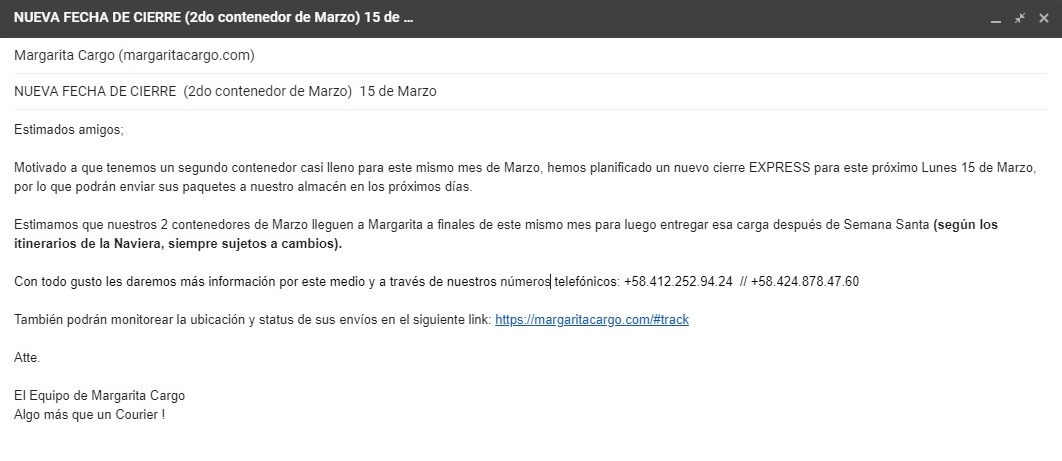 NUEVA FECHA DE CIERRE (2do contenedor de Marzo) 15 de ...
Margarita Cargo (margaritacargo.com)
NUEVA FECHA DE CIERRE  (2do contenedor de Marzo)  15 de Marzo
Estimados amigos;
Motivado a que tenemos un segundo contenedor casi lleno para este mismo mes de Marzo, hemos planificado un nuevo cierre EXPRESS para este próximo Lunes 15 de Marzo,
por lo que podrán enviar sus paquetes a nuestro almacén en los próximos días.
Estimamos que nuestros 2 contenedores de Marzo lleguen a Margarita a finales de este mismo mes para luego entregar esa carga después de Semana Santa (según los
itinerarios de la Naviera, siempre sujetos a cambios).
Con todo gusto les daremos más información por este medio y a través de nuestros números telefónicos: +58.412.252.94.24  // +58.424.878.47.60
También podrán monitorear la ubicación y status de sus envíos en el siguiente link: https://margaritacargo.com/#track
Atte.
El Equipo de Margarita Cargo
Algo más que un Courier !